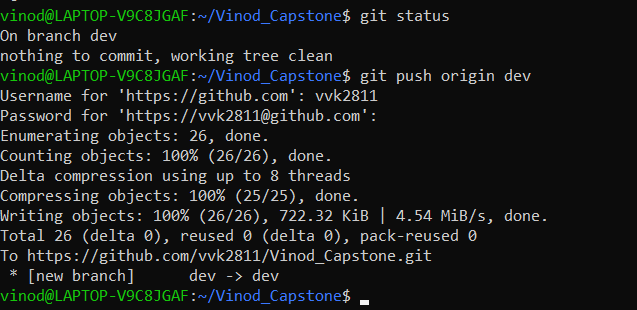 vinod@LAPTOP-V9C8JGAF:~/Vinod_Capstone$ git status
On branch dev
nothing to commit, working tree clean
vinod@LAPTOP-V9C8JGAF:~/Vinod_Capstone$ git push origin dev
Username for 'https://github.com': vvk2811
Password for 'https://vvk2811@github.com':
Enumerating objects: 26, done.
Counting objects: 100% (26/26), done.
Delta compression using up to 8 threads
Compressing objects: 100% (25/25), done.
Writing objects: 100% (26/26), 722.32 KiB | 4.54 MiB/s, done.
Total 26 (delta 0), reused 0 (delta 0), pack-reused 0
To https://github.com/vvk2811/Vinod_Capstone.git
 * [new branch]      dev -> dev
vinod@LAPTOP-V9C8JGAF:~/Vinod_Capstone$